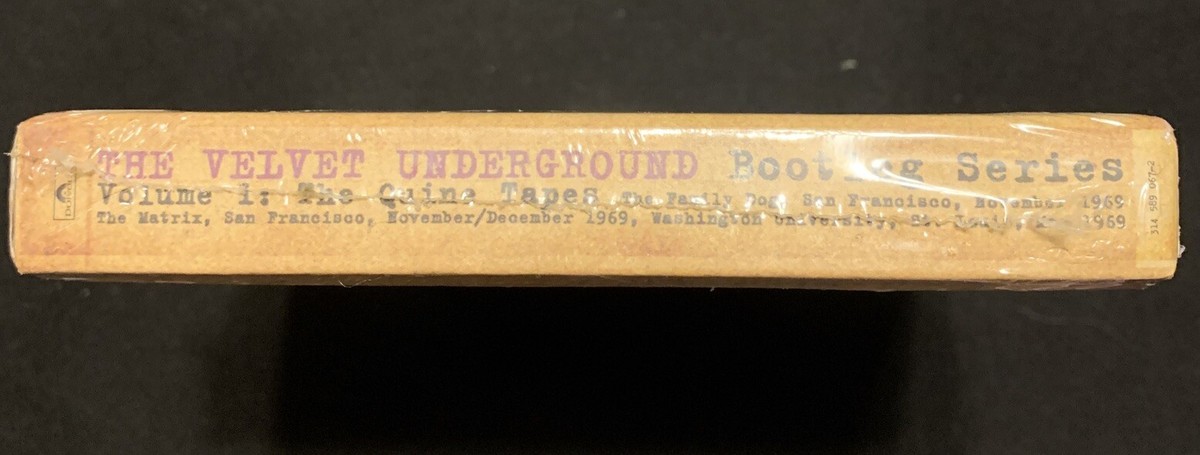 THE VELVET UNDERGROUND Bootleg Series
Volume 1: The Quine Tapes The Family Dog, San Francisco, November 1969
The Matrix, San Francisco, November/December 1969, Washington University, St. Louis, May 1969
314 589 067-2